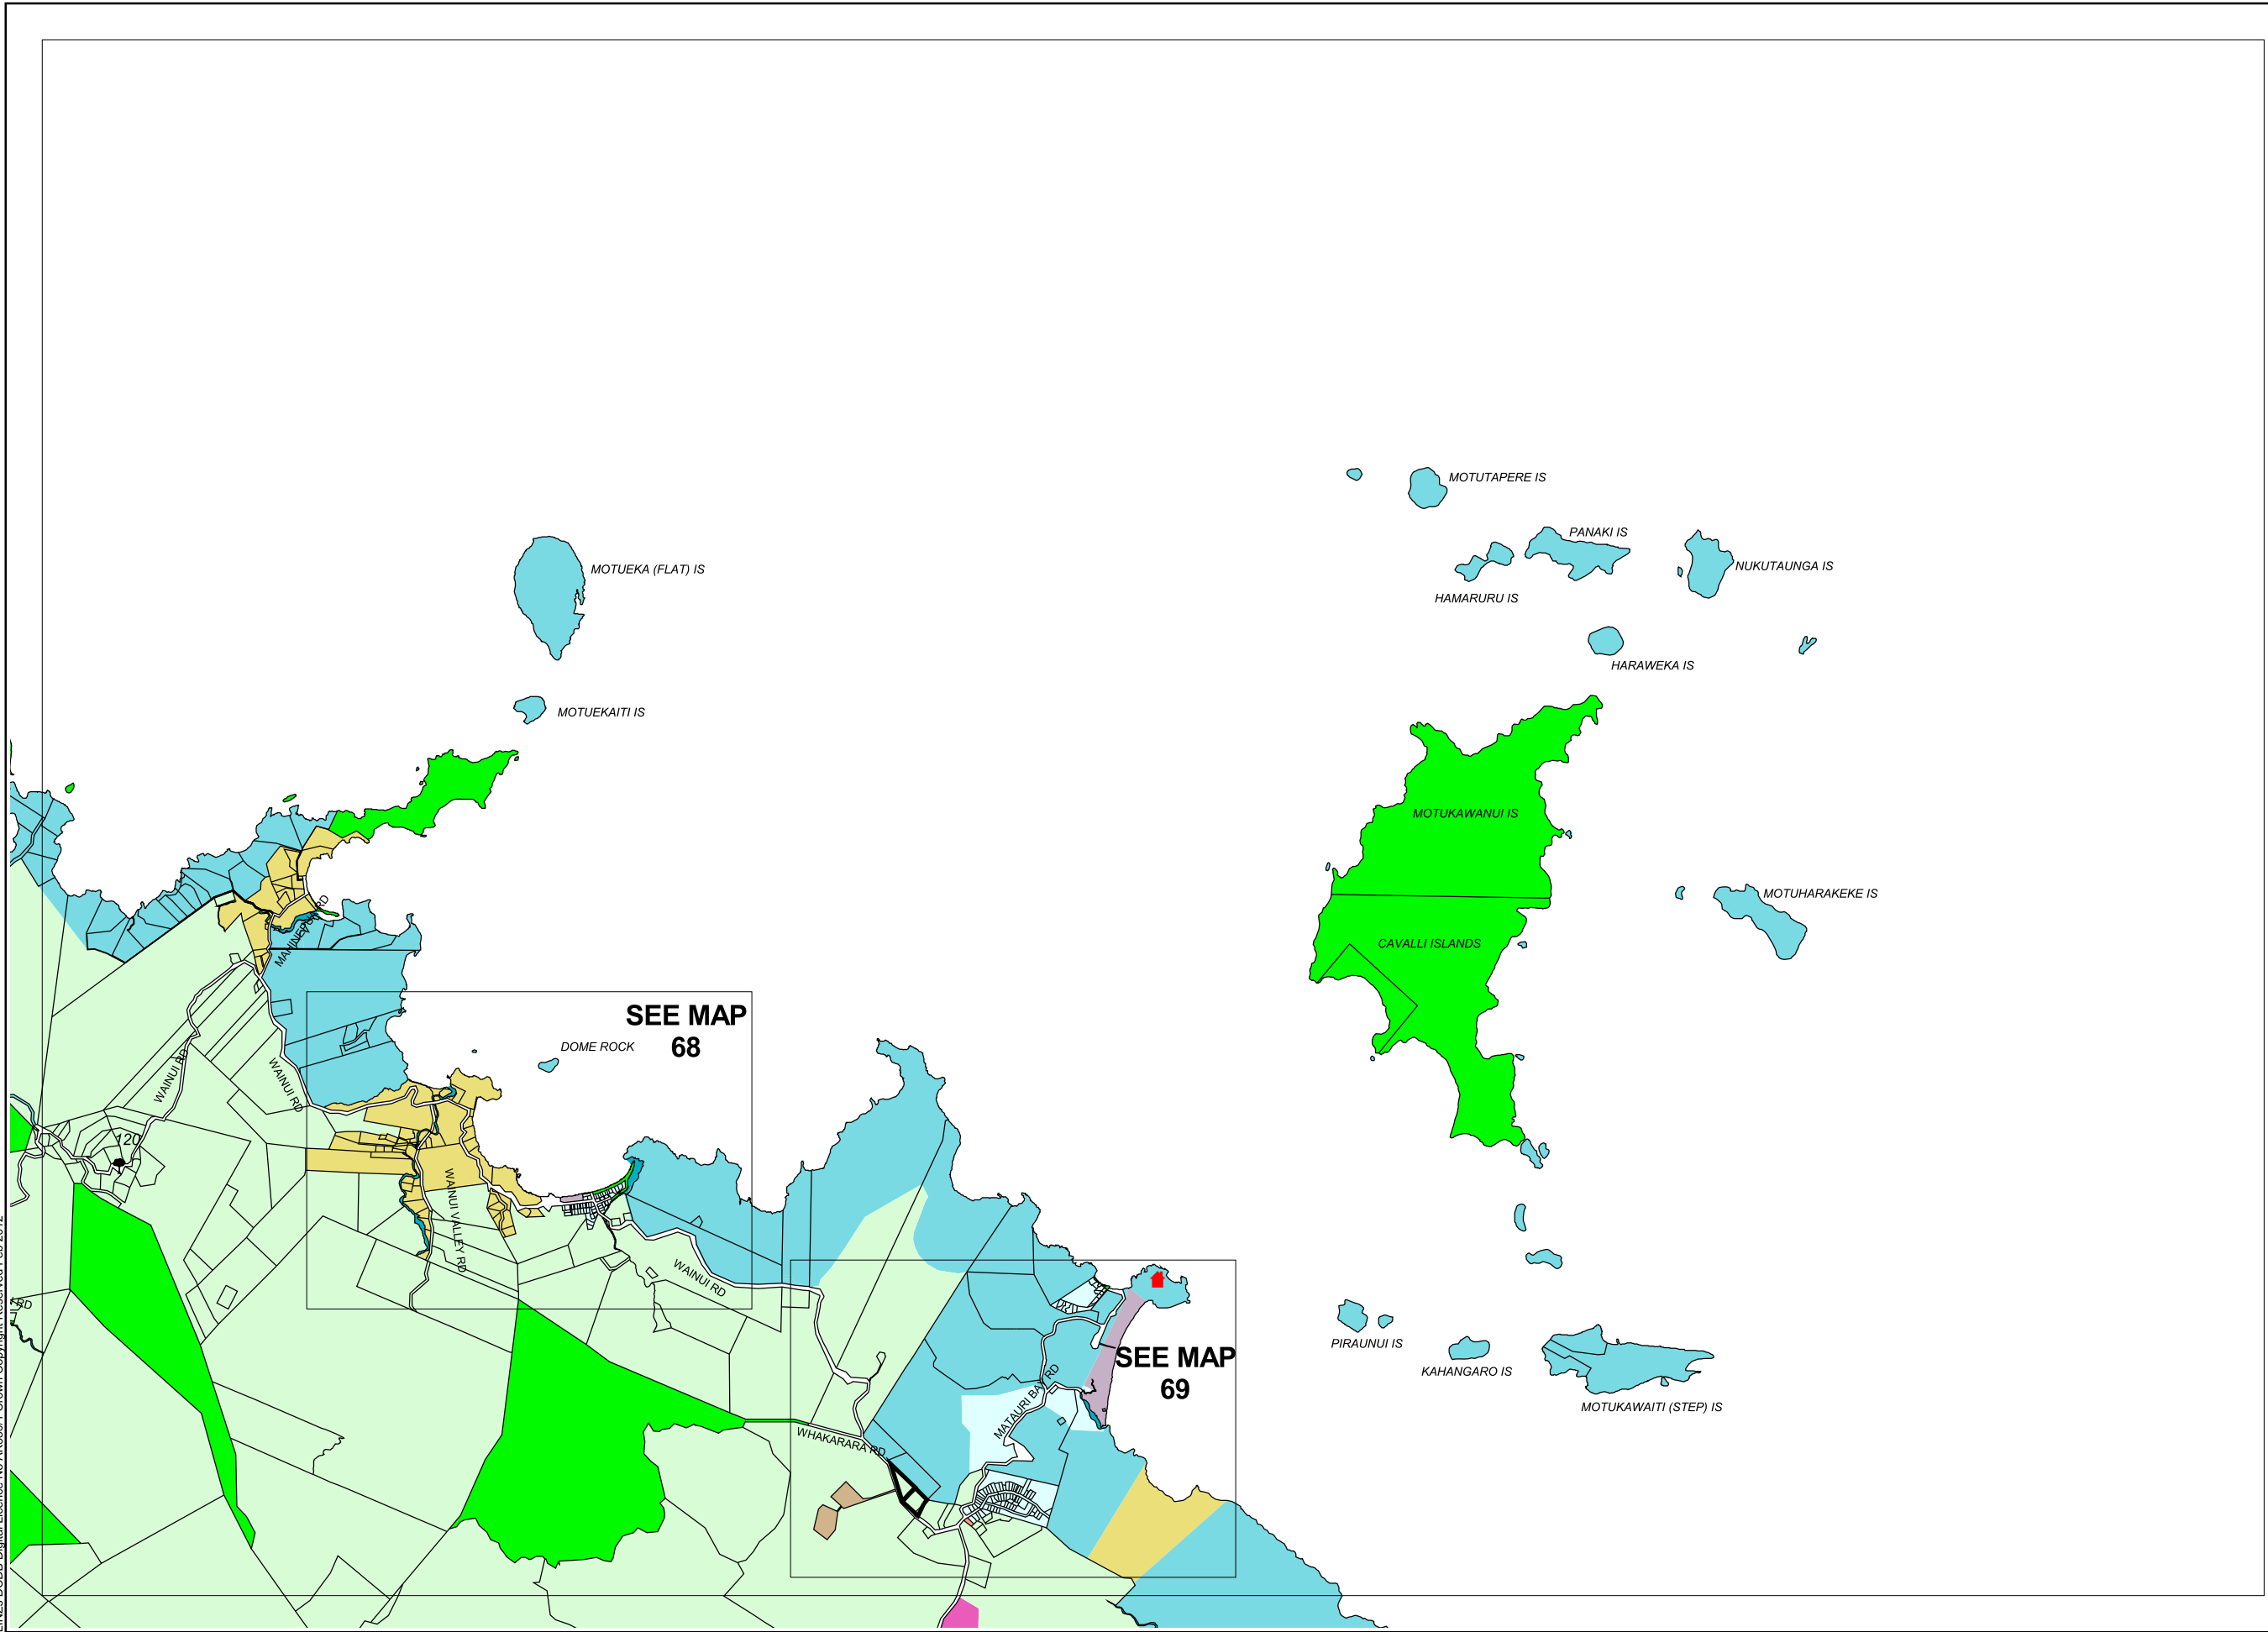 MOTUTAPERE IS
PANAKI IS
MOTUEKA (FLAT) IS
NUKUTAUNGA IS
HAMARURU IS
HARAWEKA IS
MOTUEKAITI IS
MOTUKAWANUI IS
MOTUHARAKEKE IS
CAVALLI ISLANDS
SEE MAP
68
DOME ROCK
WAINUI RD
WAINUI RD
120
WAINUI VALLEY RD
WAINUI RD
RD
PIRAUNUI IS
KAHANGARO IS
SEE MAP
69
MATAURI BAY RD
MOTUKAWAITI (STEP) IS
WHAKARARA RD